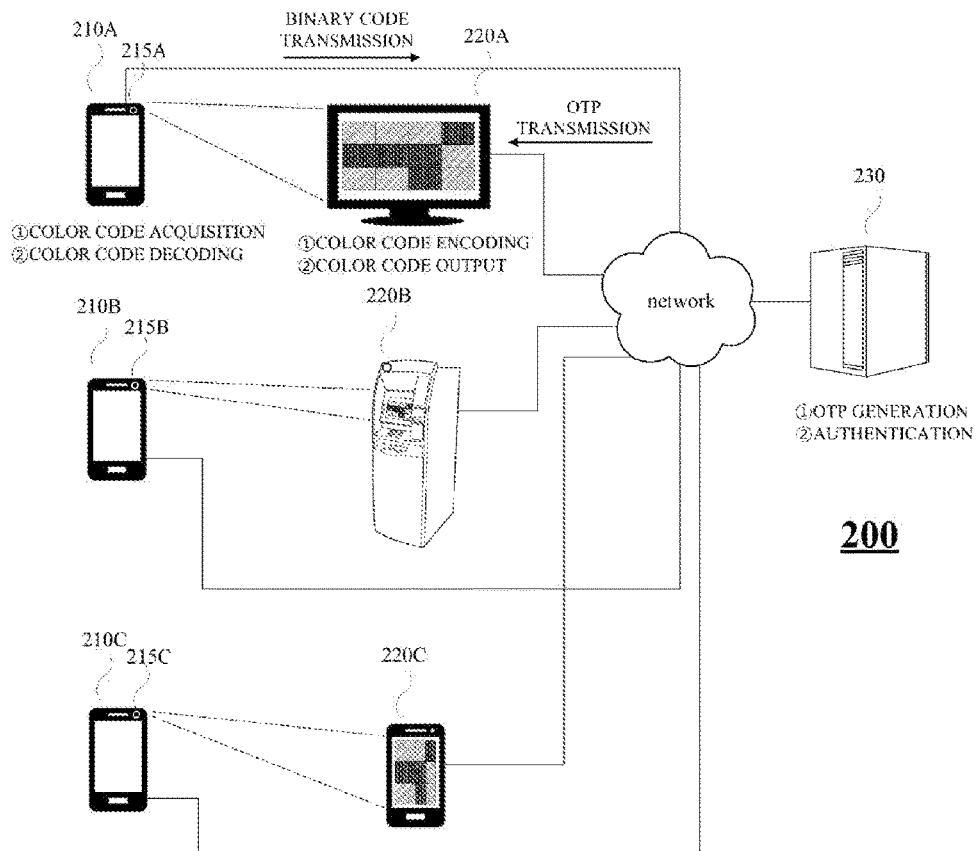 BINARY CODE
TRANSMISSION
210A
215A
220A
OTP
TRANSMISSION
230
①COLOR CODE ACQUISITION
②COLOR CODE DECODING
①COLOR CODE ENCODING
②COLOR CODE OUTPUT
network
210B
215B
220B
①OTP GENERATION
②AUTHENTICATION
200
210C
215C
220C